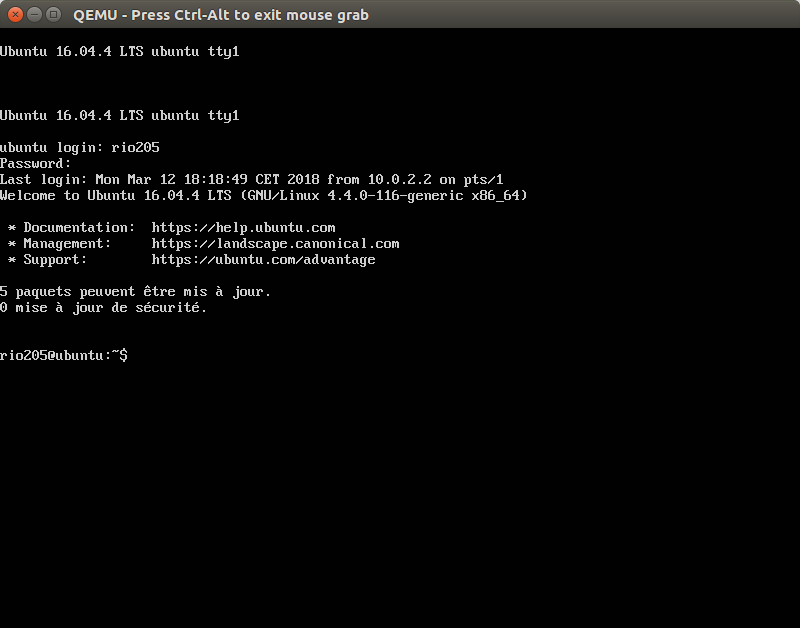 QEMU - Press Ctrl-Alt to exit mouse grab
Ubuntu 16.04.4 LTS ubuntu tty1
Ubuntu 16.04.4 LTS ubuntu tty1
ubuntu login: rio205
Password:
Last login: Mon Mar 12 18:18:49 CET 2018 from 10.0.2.2 on pts/1
Welcome to Ubuntu 16.04.4 LTS (GNU/Linux 4.4.0-116-generic x86_64)
* Documentation:  https://help.ubuntu.com
* Management:     https://landscape.canonical.com
* Support:        https://ubuntu.com/advantage
5 paquets peuvent être mis à jour.
0 mise à jour de sécurité.
rio205@ubuntu:~$